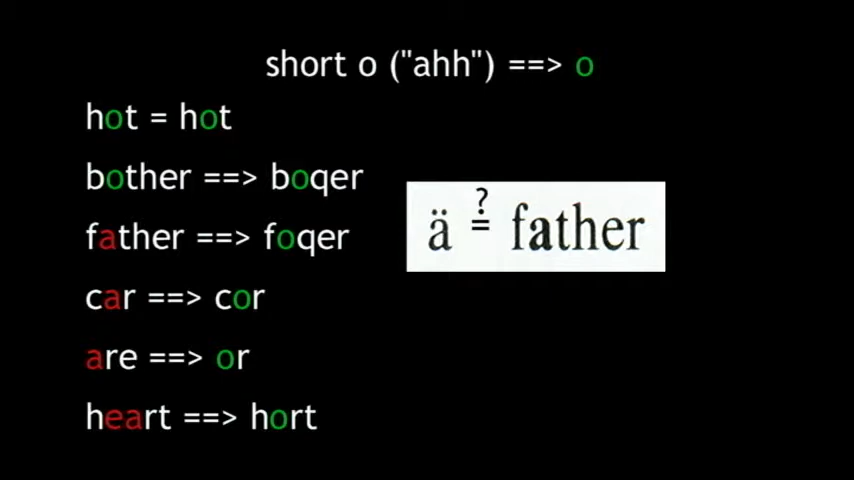 short o ("ahh") ==> o
hot = hot
bother ==> boqer
father ==> foqer
car ==> cor
are ==> or
heart ==> hort
ä ≟ father